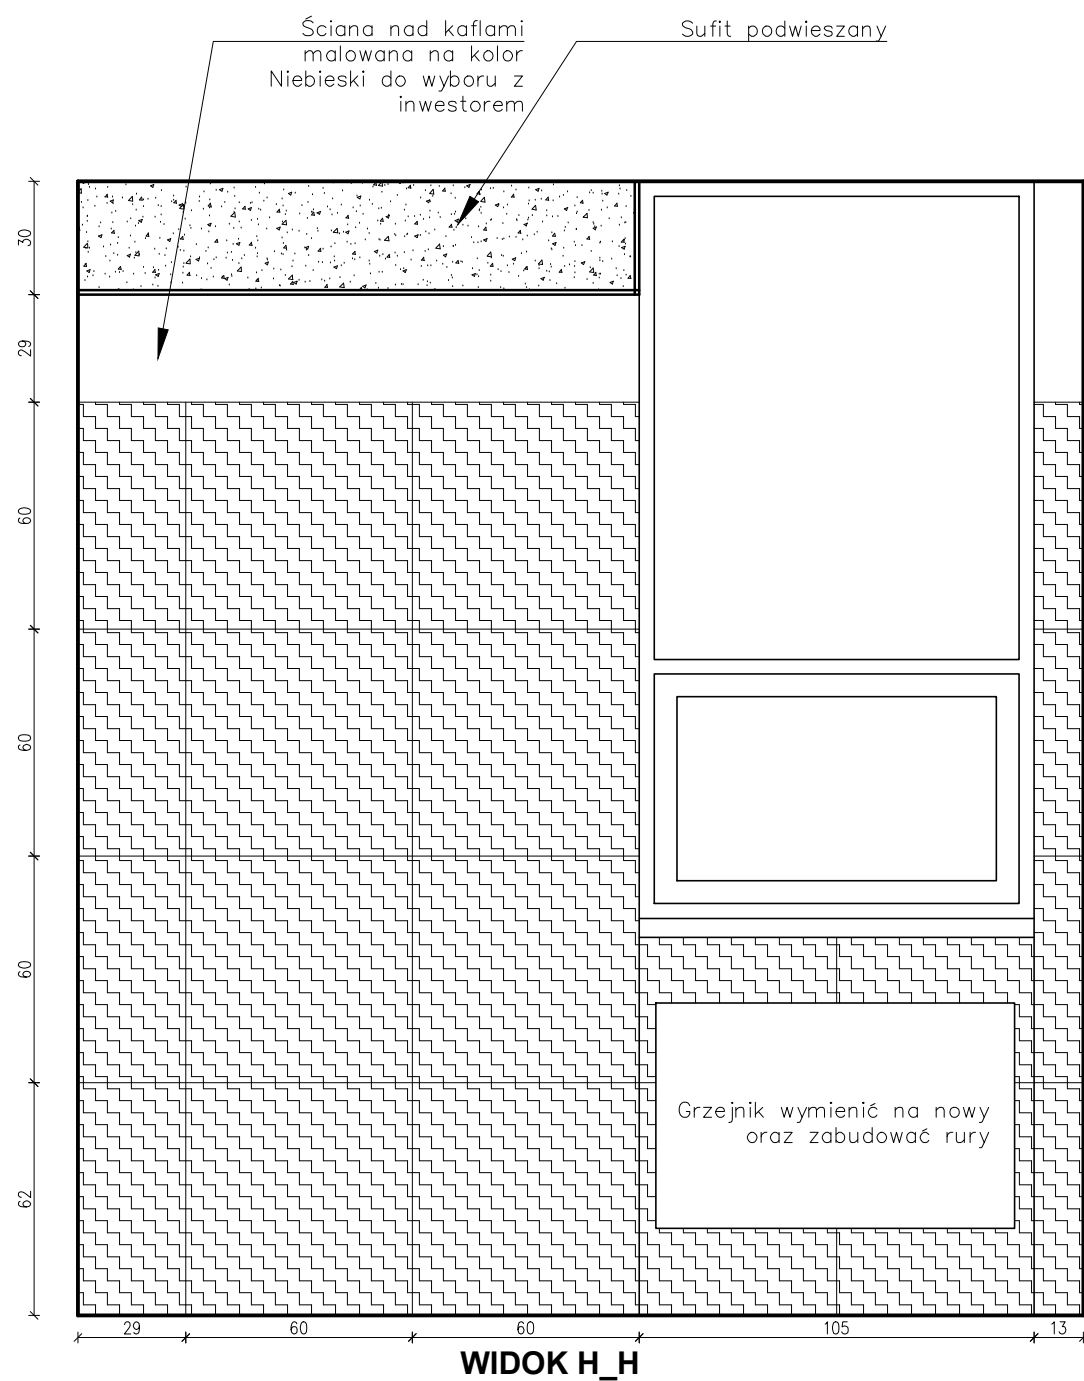 Ściana nad kaflami
malowana na kolor
Niebieski do wyboru z
inwestorem
Sufit podwieszany
30
29
60
60
60
62
Grzejnik wymienić na nowy
oraz zabudować rury
29
60
60
105
13
WIDOK H_H